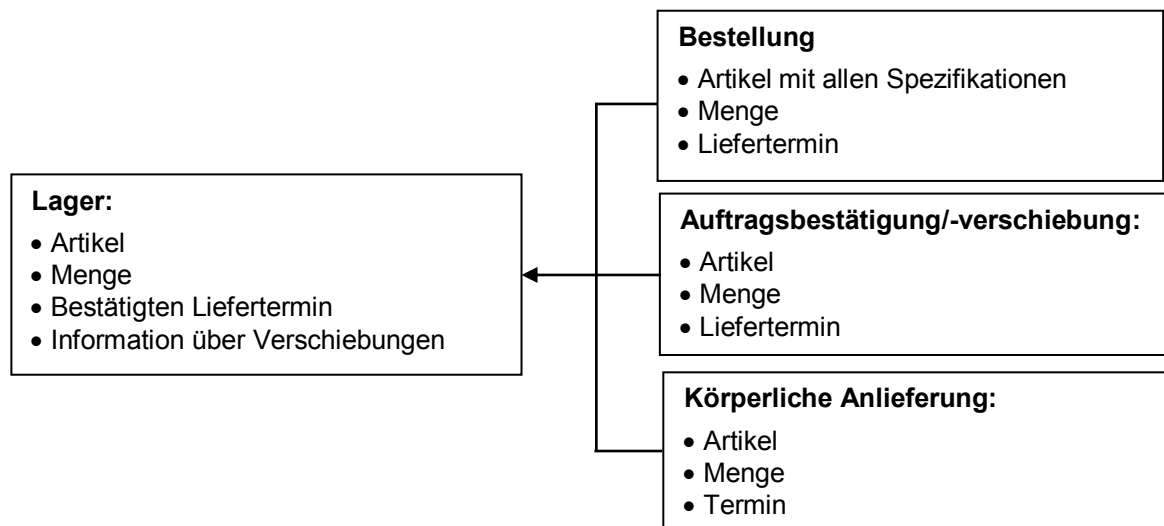 Bestellung
• Artikel mit allen Spezifikationen
• Menge
• Liefertermin
Lager:
• Artikel
• Menge
• Bestätigten Liefertermin
• Information über Verschiebungen
Auftragsbestätigung/-verschiebung:
• Artikel
• Menge
• Liefertermin
Körperliche Anlieferung:
• Artikel
• Menge
• Termin